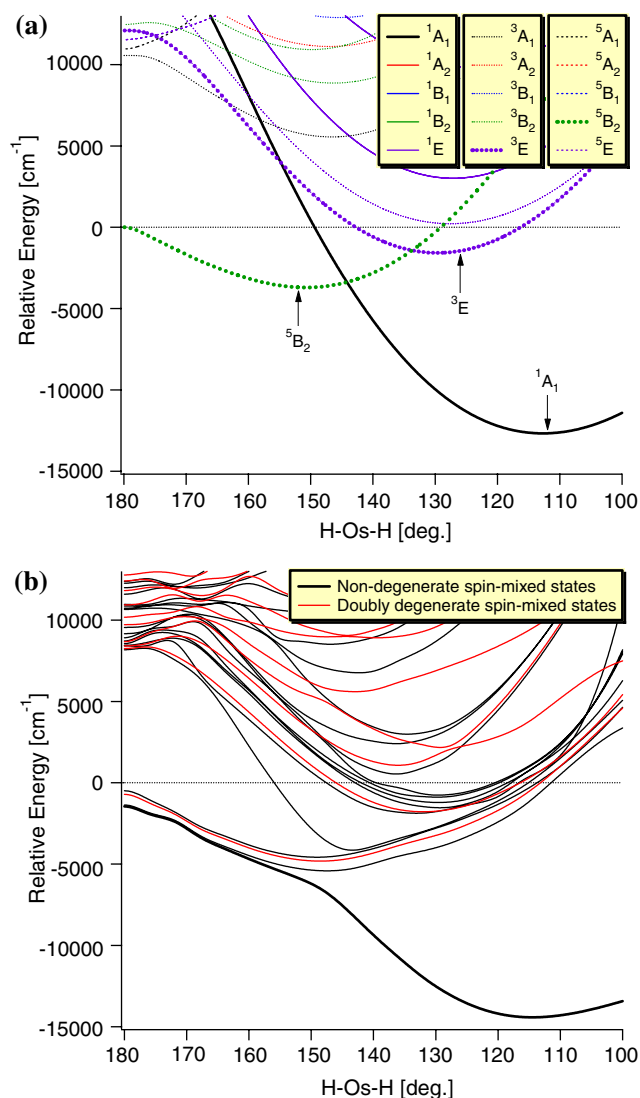 (a)
Relative Energy [cm⁻¹]
10000
5000
0
-5000
-10000
-15000
¹A₁
¹A₂
¹B₁
¹B₂
¹E
³A₁
³A₂
³B₁
³B₂
³E
⁵A₁
⁵A₂
⁵B₁
⁵B₂
⁵E
⁵B₂
³E
¹A₁
180 170 160 150 140 130 120 110 100
H-Os-H [deg.]
(b)
Relative Energy [cm⁻¹]
10000
5000
0
-5000
-10000
-15000
Non-degenerate spin-mixed states
Doubly degenerate spin-mixed states
180 170 160 150 140 130 120 110 100
H-Os-H [deg.]